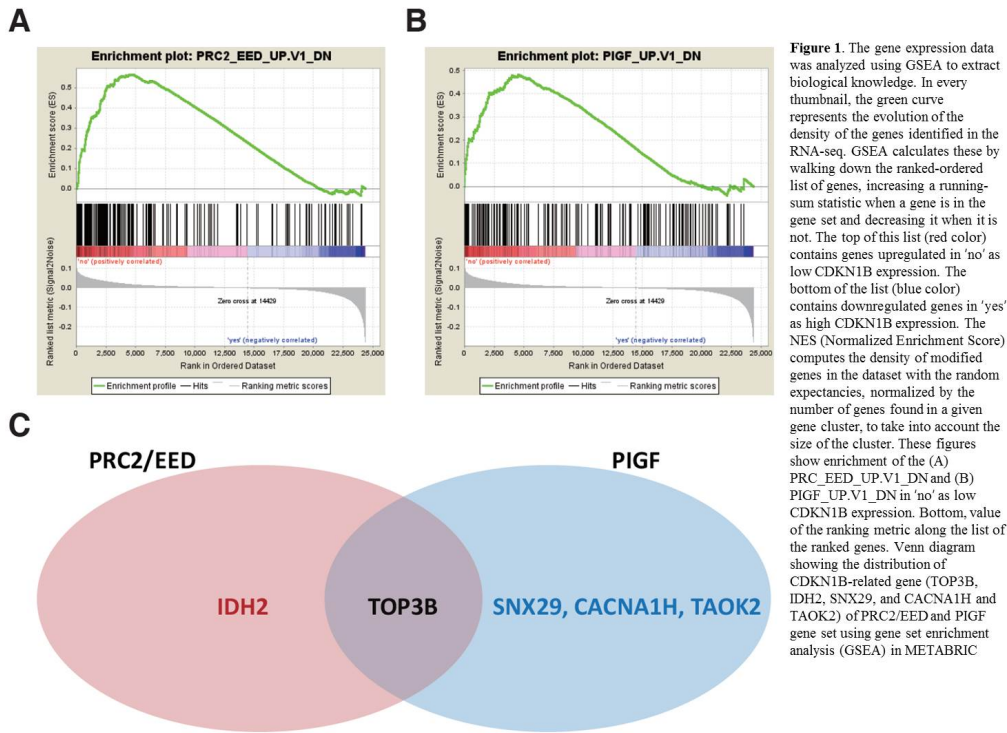 A
Enrichment plot: PRC2_EED_UP.V1_DN
Enrichment score (ES)
0.5
0.4
0.3
0.2
0.1
0.0
'no' (positively correlated)
Ranked list metric (Signal2Noise)
0.1
0.0
-0.1
-0.2
Zero cross at 14429
'yes' (negatively correlated)
0 2,500 5,000 7,500 10,000 12,500 15,000 17,500 20,000 22,500 25,000
Rank in Ordered Dataset
Enrichment profile Hits Ranking metric scores
B
Enrichment plot: PIGF_UP.V1_DN
Enrichment score (ES)
0.5
0.4
0.3
0.2
0.1
0.0
'no' (positively correlated)
Ranked list metric (Signal2Noise)
0.1
0.0
-0.1
-0.2
Zero cross at 14429
'yes' (negatively correlated)
0 2,500 5,000 7,500 10,000 12,500 15,000 17,500 20,000 22,500 25,000
Rank in Ordered Dataset
Enrichment profile Hits Ranking metric scores
C
PRC2/EED
PIGF
IDH2
TOP3B
SNX29, CACNA1H, TAOK2
Figure 1. The gene expression data
was analyzed using GSEA to extract
biological knowledge. In every
thumbnail, the green curve
represents the evolution of the
density of the genes identified in the
RNA-seq. GSEA calculates these by
walking down the ranked-ordered
list of genes, increasing a running-
sum statistic when a gene is in the
gene set and decreasing it when it is
not. The top of this list (red color)
contains genes upregulated in 'no' as
low CDKN1B expression. The
bottom of the list (blue color)
contains downregulated genes in 'yes'
as high CDKN1B expression. The
NES (Normalized Enrichment Score)
computes the density of modified
genes in the dataset with the random
expectancies, normalized by the
number of genes found in a given
gene cluster, to take into account the
size of the cluster. These figures
show enrichment of the (A)
PRC_EED_UP.V1_DN and (B)
PIGF_UP.V1_DN in 'no' as low
CDKN1B expression. Bottom, value
of the ranking metric along the list of
the ranked genes. Venn diagram
showing the distribution of
CDKN1B-related gene (TOP3B,
IDH2, SNX29, and CACNA1H and
TAOK2) of PRC2/EED and PIGF
gene set using gene set enrichment
analysis (GSEA) in METABRIC